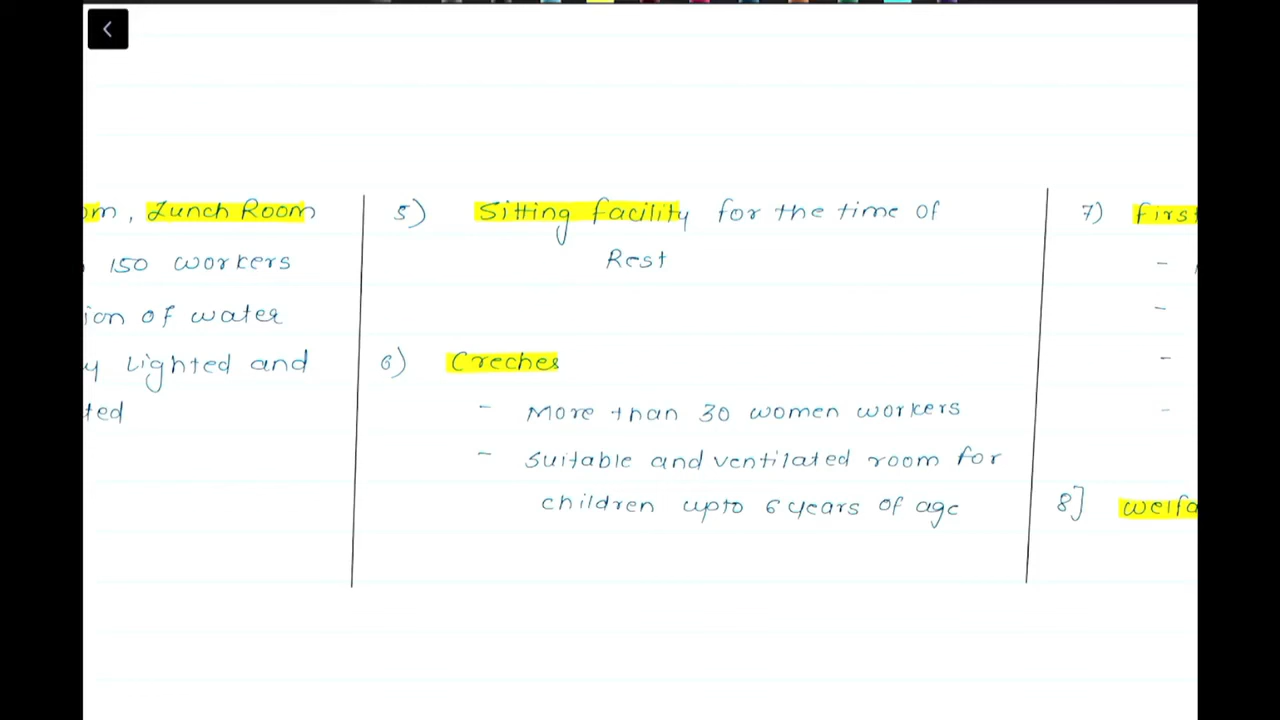 Lunch Room
150 workers
of water
Lighted and
5) Sitting facility for the time of
Rest
6) Creches
- More than 30 women workers
- suitable and ventilated room for
children upto 6 years of age
7)
8]